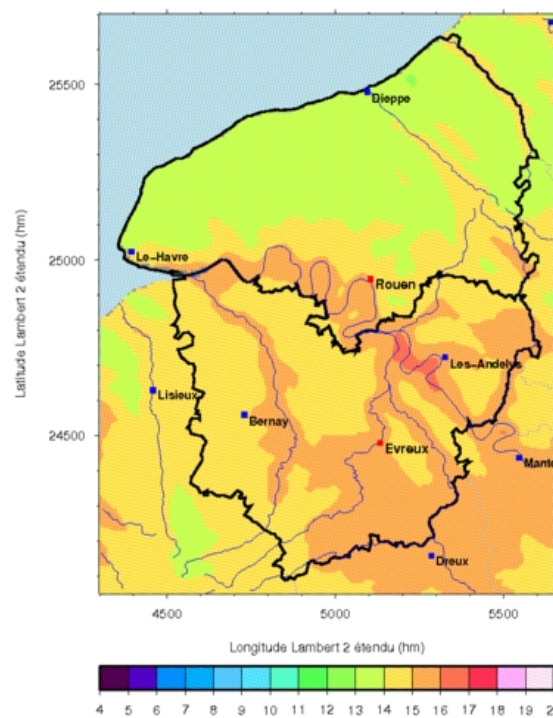 Latitude Lambert 2 étendu (hm)
25500
25000
24500
Dieppe
Le-Havre
Rouen
Les-Andelys
Lisieux
Bernay
Evreux
Mante
Dreux
4500 5000 5500
Longitude Lambert 2 étendu (hm)
4 5 6 7 8 9 10 11 12 13 14 15 16 17 18 19 2